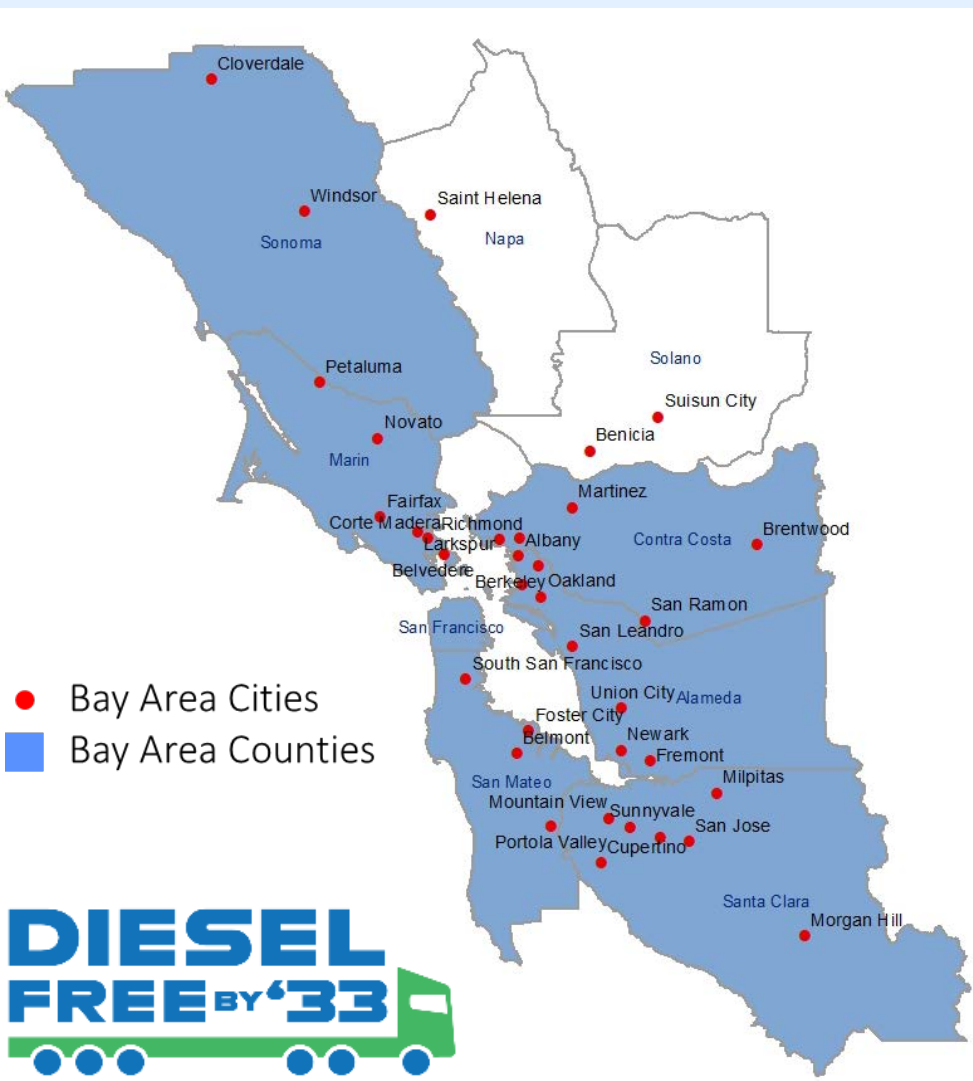 Cloverdale
Windsor
Saint Helena
Sonoma
Napa
Solano
Petaluma
Suisun City
Novato
Benicia
Marin
Martinez
Fairfax
Corte Madera
Richmond
Brentwood
Larkspur
Albany
Contra Costa
Belvedere
Berkeley
Oakland
San Ramon
San Francisco
San Leandro
South San Francisco
Union City
Alameda
Bay Area Cities
Foster City
Belmont
Newark
Bay Area Counties
Fremont
San Mateo
Milpitas
Mountain View
Sunnyvale
San Jose
Portola Valley
Cupertino
Santa Clara
Morgan Hill
DIESEL
FREE BY ‘33